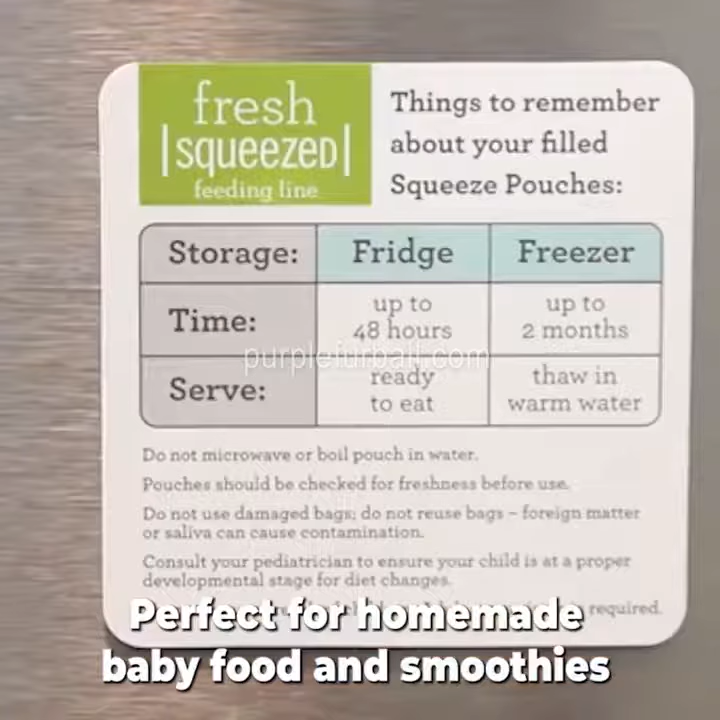 fresh
|squeezed|
feeding line
Things to remember
about your filled
Squeeze Pouches:
Storage: Fridge Freezer
Time: up to 48 hours up to 2 months
purplefurball.com
Serve: ready to eat thaw in warm water
Do not microwave or boil pouch in water.
Pouches should be checked for freshness before use.
Do not use damaged bags; do not reuse bags – foreign matter
or saliva can cause contamination.
Consult your pediatrician to ensure your child is at a proper
developmental stage for diet changes.
required.
Perfect for homemade
baby food and smoothies